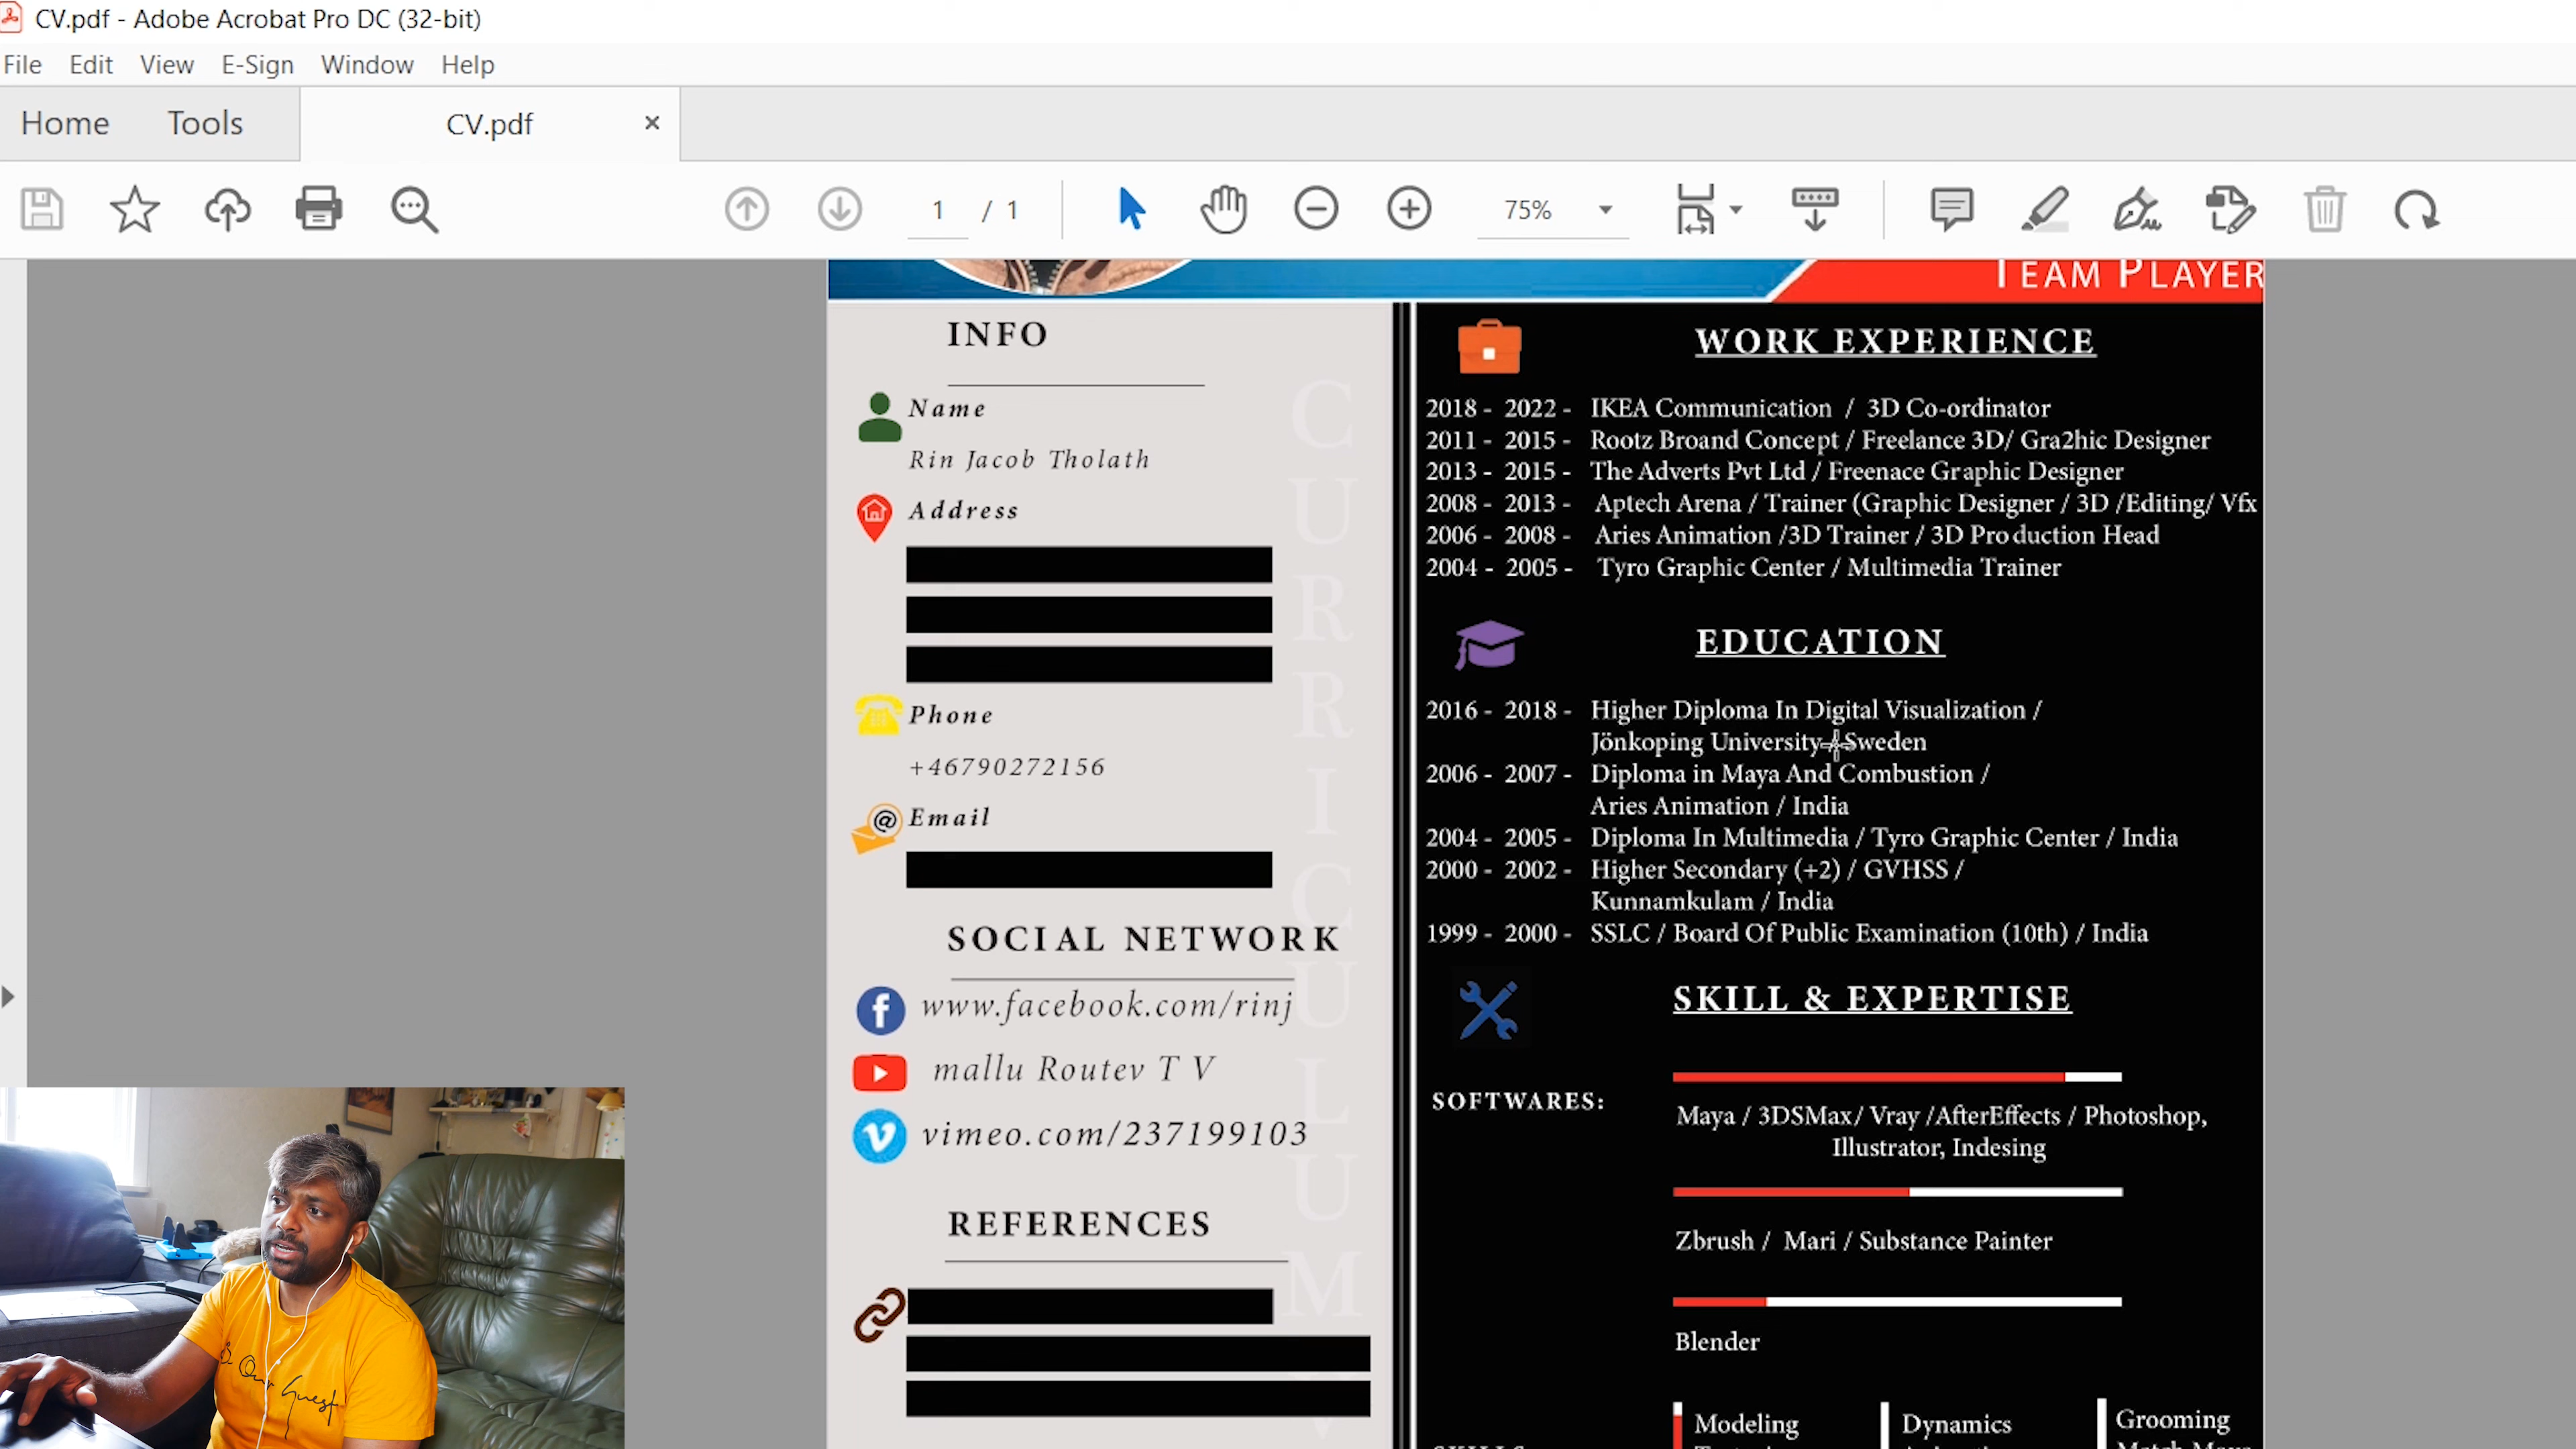 CV.pdf - Adobe Acrobat Pro DC (32-bit)
File Edit View E-Sign Window Help
Home Tools CV.pdf ×
1 / 1 75%
TEAM PLAYER
INFO
Name
Rin Jacob Tholath
Address
Phone
+46790272156
Email
SOCIAL NETWORK
www.facebook.com/rinj
mallu Routev T V
vimeo.com/237199103
REFERENCES
CURRICULUM
WORK EXPERIENCE
2018 - 2022 - IKEA Communication / 3D Co-ordinator
2011 - 2015 - Rootz Broand Concept / Freelance 3D/ Gra2hic Designer
2013 - 2015 - The Adverts Pvt Ltd / Freenace Graphic Designer
2008 - 2013 - Aptech Arena / Trainer (Graphic Designer / 3D /Editing/ Vfx
2006 - 2008 - Aries Animation /3D Trainer / 3D Production Head
2004 - 2005 - Tyro Graphic Center / Multimedia Trainer
EDUCATION
2016 - 2018 - Higher Diploma In Digital Visualization /
Jönkoping University Sweden
2006 - 2007 - Diploma in Maya And Combustion /
Aries Animation / India
2004 - 2005 - Diploma In Multimedia / Tyro Graphic Center / India
2000 - 2002 - Higher Secondary (+2) / GVHSS /
Kunnamkulam / India
1999 - 2000 - SSLC / Board Of Public Examination (10th) / India
SKILL & EXPERTISE
SOFTWARES:
Maya / 3DSMax/ Vray /AfterEffects / Photoshop,
Illustrator, Indesing
Zbrush / Mari / Substance Painter
Blender
Modeling Dynamics Grooming